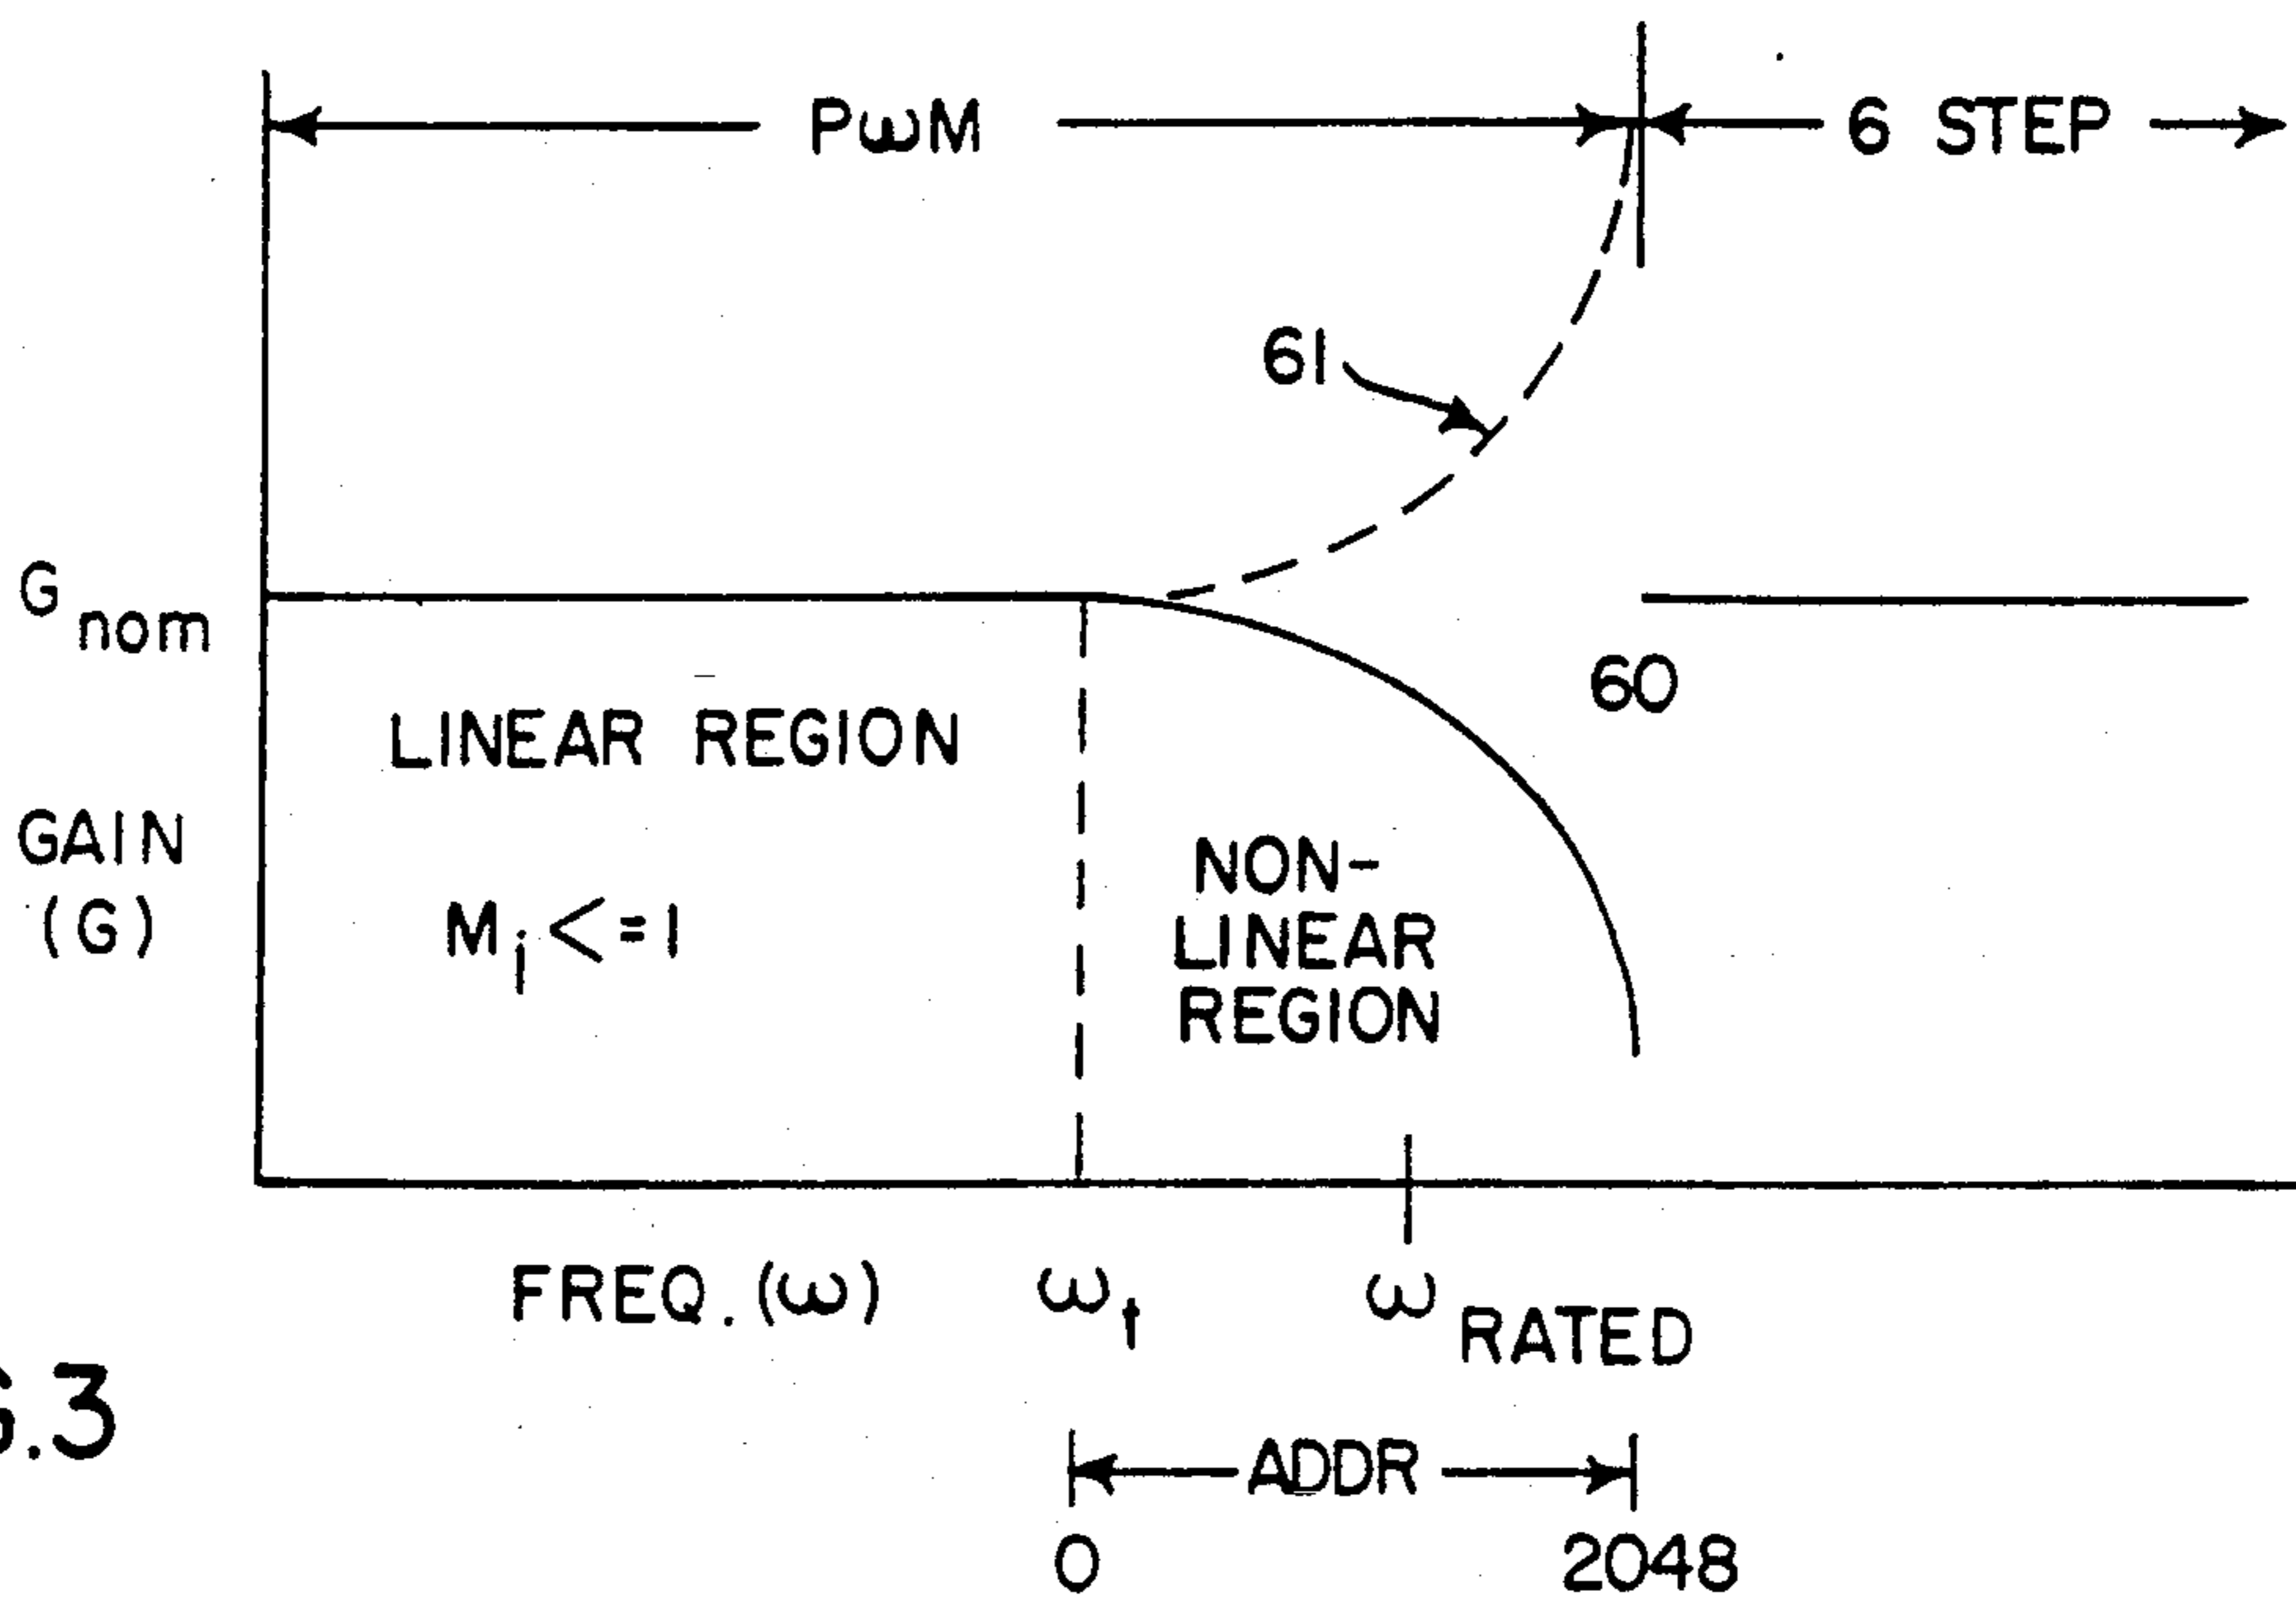 PωM
6 STEP
61
G nom
60
LINEAR REGION
GAIN
(G)
Mi <= 1
NON-
LINEAR
REGION
FREQ. (ω)
ωt
ω RATED
G.3
ADDR
0
2048